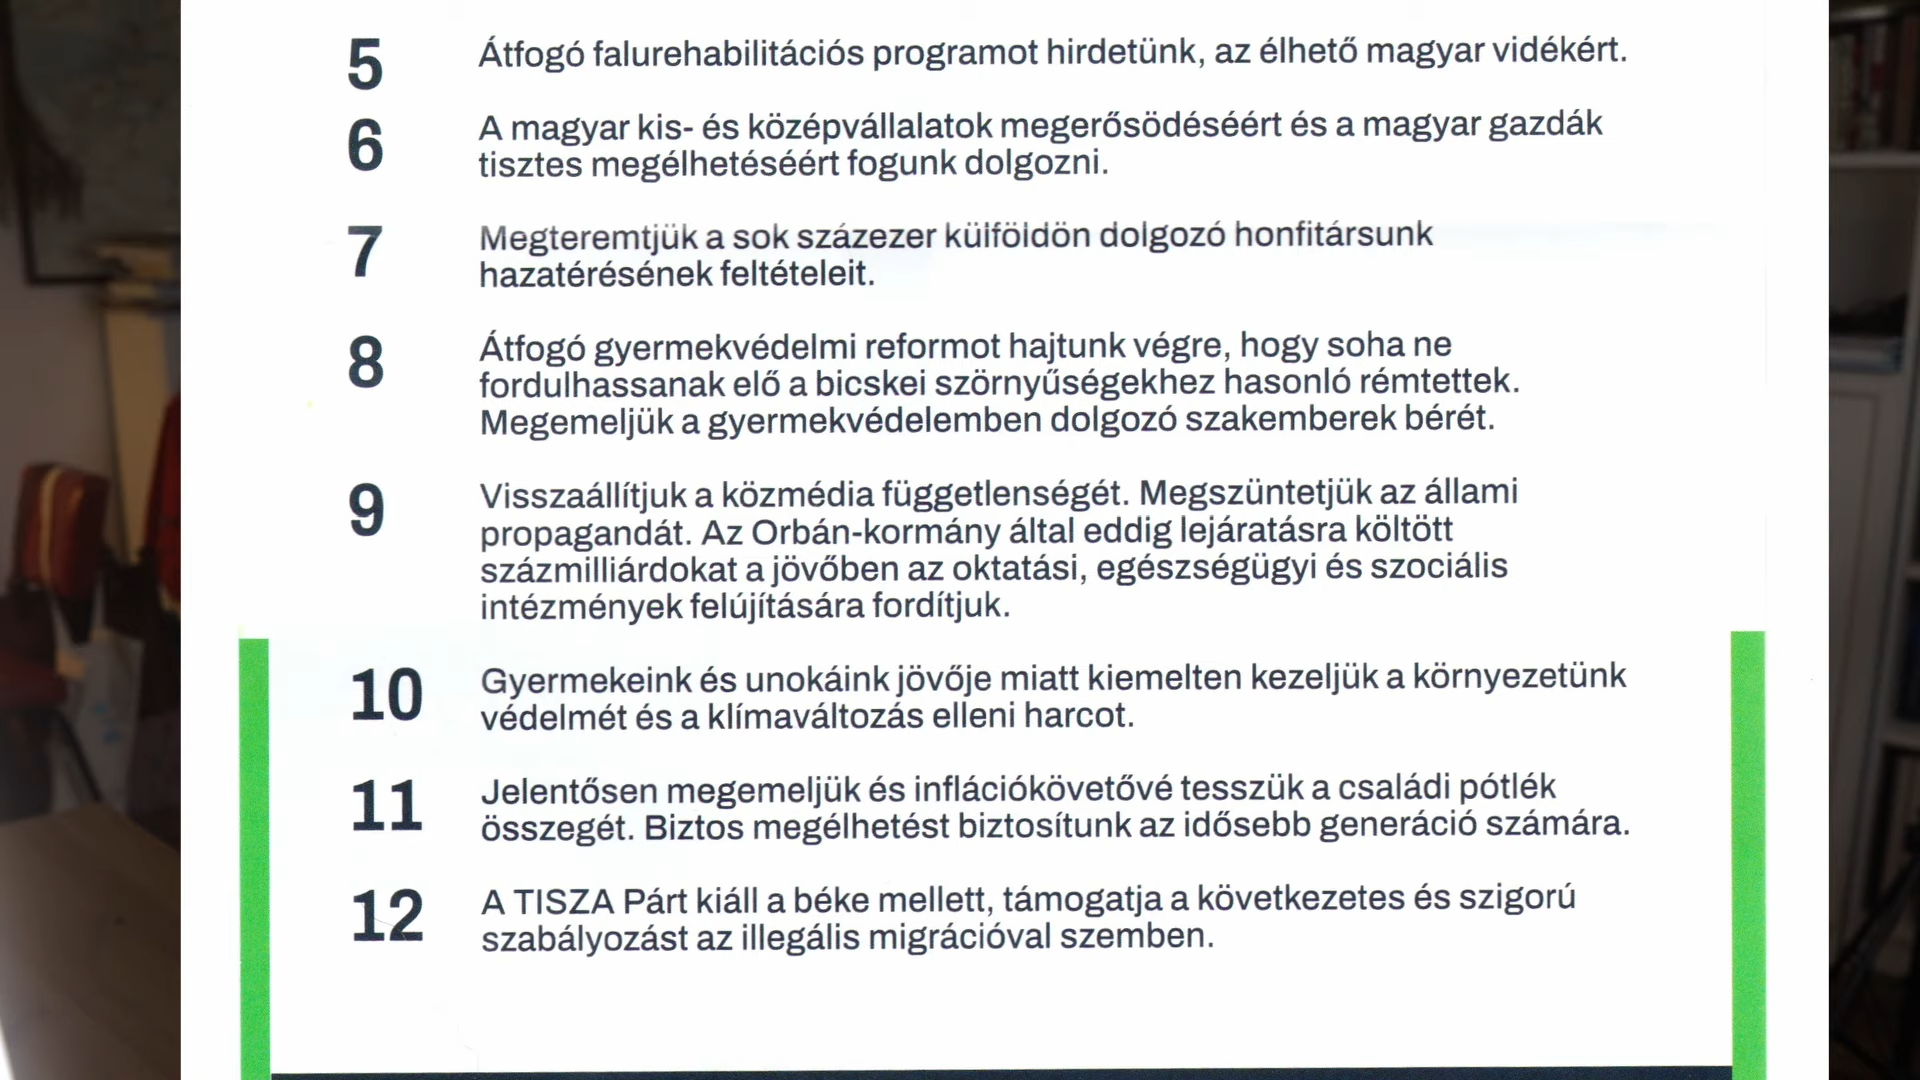 5
Átfogó falurehabilitációs programot hirdetünk, az élhető magyar vidékért.
6
A magyar kis- és középvállalatok megerősödéséért és a magyar gazdák
tisztes megélhetéséért fogunk dolgozni.
7
Megteremtjük a sok százezer külföldön dolgozó honfitársunk
hazatérésének feltételeit.
8
Átfogó gyermekvédelmi reformot hajtunk végre, hogy soha ne
fordulhassanak elő a bicskei szörnyűségekhez hasonló rémtettek.
Megemeljük a gyermekvédelemben dolgozó szakemberek bérét.
9
Visszaállítjuk a közmédia függetlenségét. Megszüntetjük az állami
propagandát. Az Orbán-kormány által eddig lejáratásra költött
százmilliárdokat a jövőben az oktatási, egészségügyi és szociális
intézmények felújítására fordítjuk.
10
Gyermekeink és unokáink jövője miatt kiemelten kezeljük a környezetünk
védelmét és a klímaváltozás elleni harcot.
11
Jelentősen megemeljük és inflációkövetővé tesszük a családi pótlék
összegét. Biztos megélhetést biztosítunk az idősebb generáció számára.
12
A TISZA Párt kiáll a béke mellett, támogatja a következetes és szigorú
szabályozást az illegális migrációval szemben.